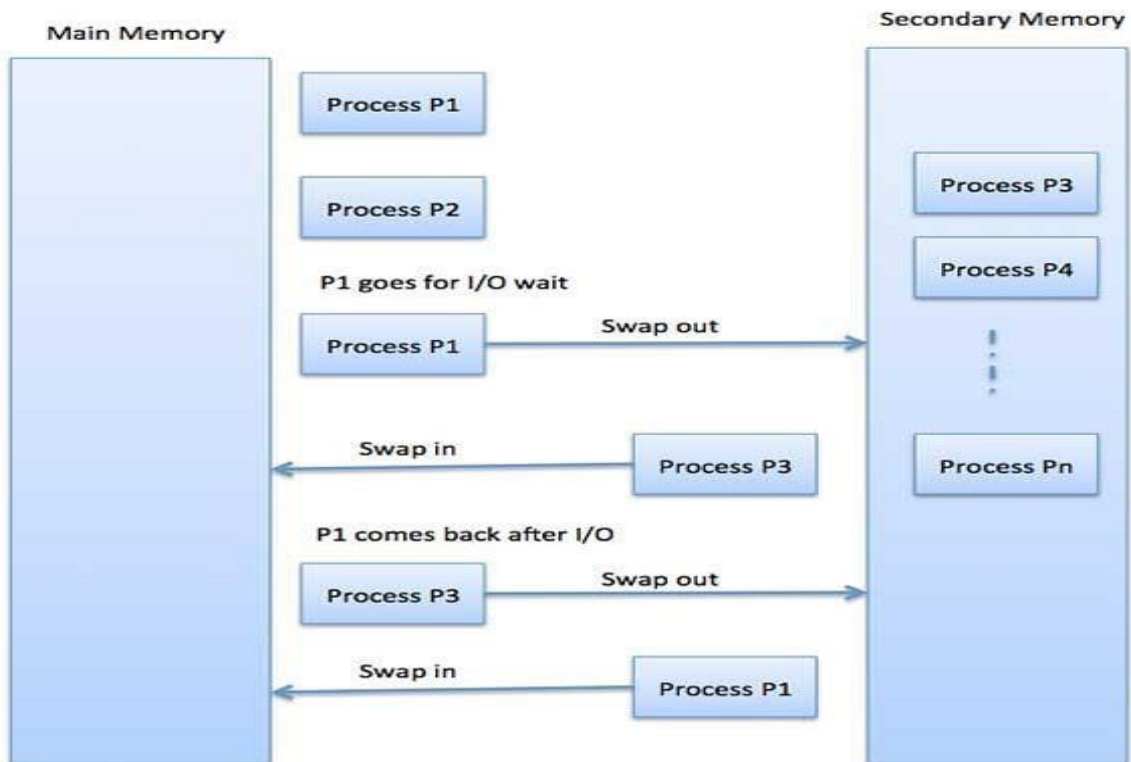 Main Memory
Secondary Memory
Process P1
Process P2
Process P3
Process P4
P1 goes for I/O wait
Process P1
Swap out
Swap in
Process P3
Process Pn
P1 comes back after I/O
Process P3
Swap out
Swap in
Process P1